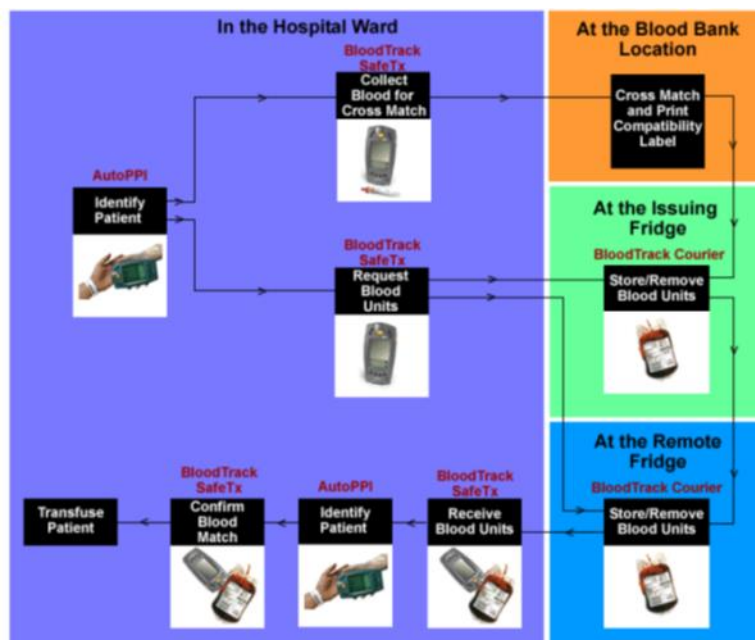 In the Hospital Ward
At the Blood Bank
Location
BloodTrack
SafeTx
Collect
Blood for
Cross Match
Cross Match
and Print
Compatibility
Label
AutoPPI
Identify
Patient
At the Issuing
Fridge
BloodTrack Courier
Store/Remove
Blood Units
BloodTrack
SafeTx
Request
Blood
Units
At the Remote
Fridge
BloodTrack Courier
Store/Remove
Blood Units
BloodTrack
SafeTx
Receive
Blood Units
AutoPPI
Identify
Patient
BloodTrack
SafeTx
Confirm
Blood
Match
Transfuse
Patient